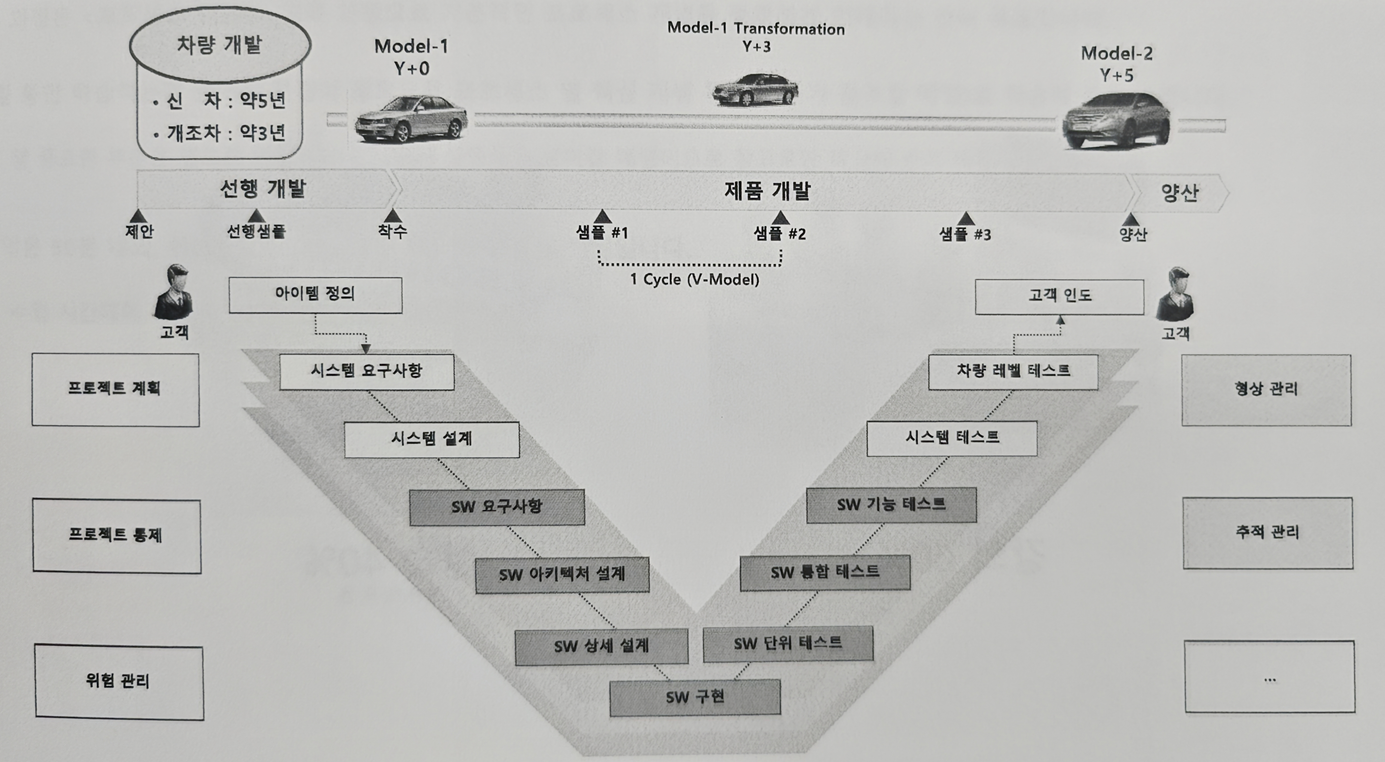 차량 개발
• 신 차 : 약5년
• 개조차 : 약3년
Model-1
Y+0
Model-1 Transformation
Y+3
Model-2
Y+5
선행 개발
제품 개발
양산
제안
선행샘플
착수
샘플 #1
샘플 #2
샘플 #3
양산
1 Cycle (V-Model)
고객
아이템 정의
고객 인도
고객
프로젝트 계획
시스템 요구사항
차량 레벨 테스트
형상 관리
시스템 설계
시스템 테스트
SW 요구사항
SW 기능 테스트
프로젝트 통제
추적 관리
SW 아키텍처 설계
SW 통합 테스트
SW 상세 설계
SW 단위 테스트
위험 관리
SW 구현
...